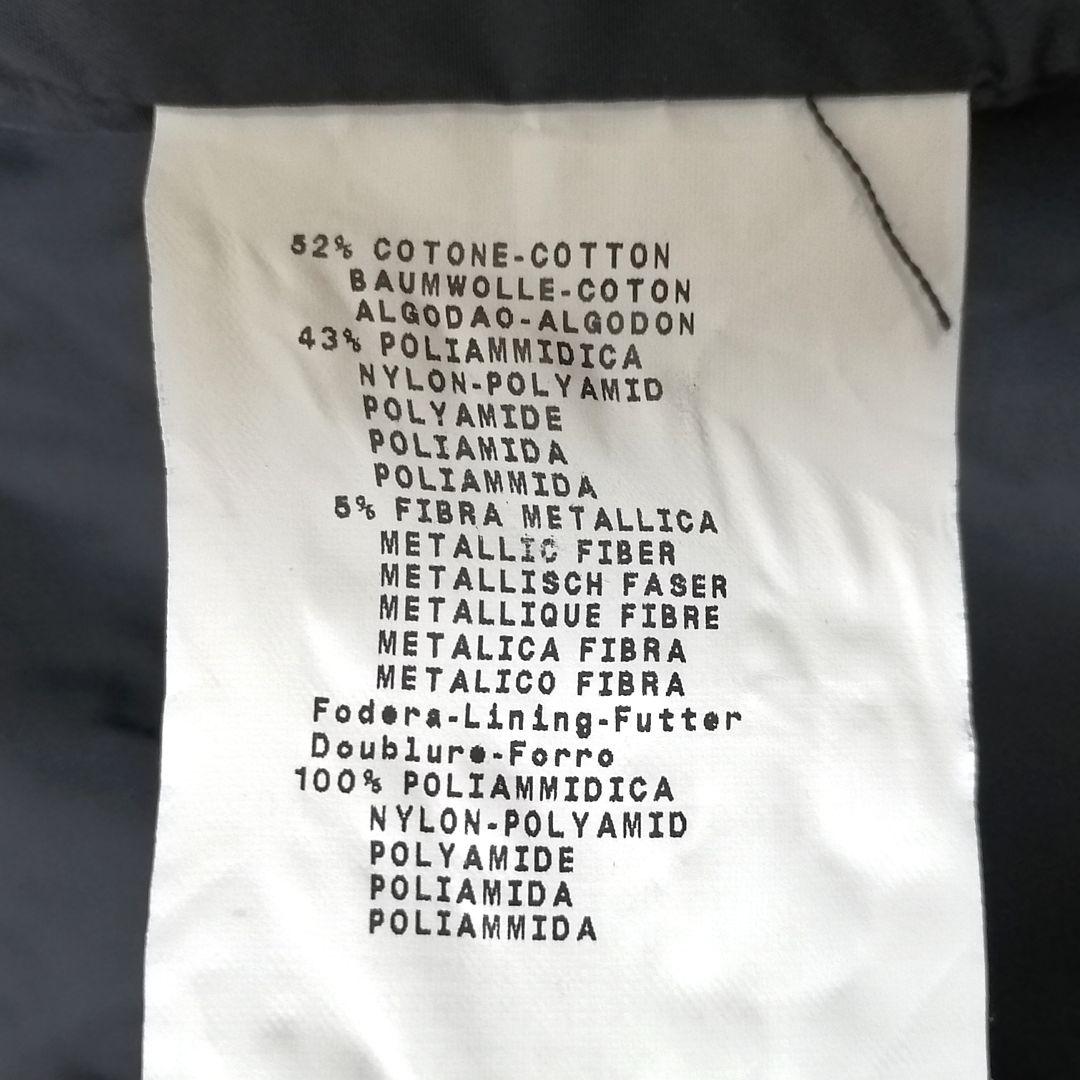 52% COTONE-COTTON
BAUMWOLLE-COTON
ALGODAO-ALGODON
43% POLIAMMIDICA
NYLON-POLYAMID
POLYAMIDE
POLIAMIDA
POLIAMMIDA
5% FIBRA METALLICA
METALLIC FIBER
METALLISCH FASER
METALLIQUE FIBRE
METALICA FIBRA
METALICO FIBRA
Fodera-Lining-Futter
Doublure-Forro
100% POLIAMMIDICA
NYLON-POLYAMID
POLYAMIDE
POLIAMIDA
POLIAMMIDA